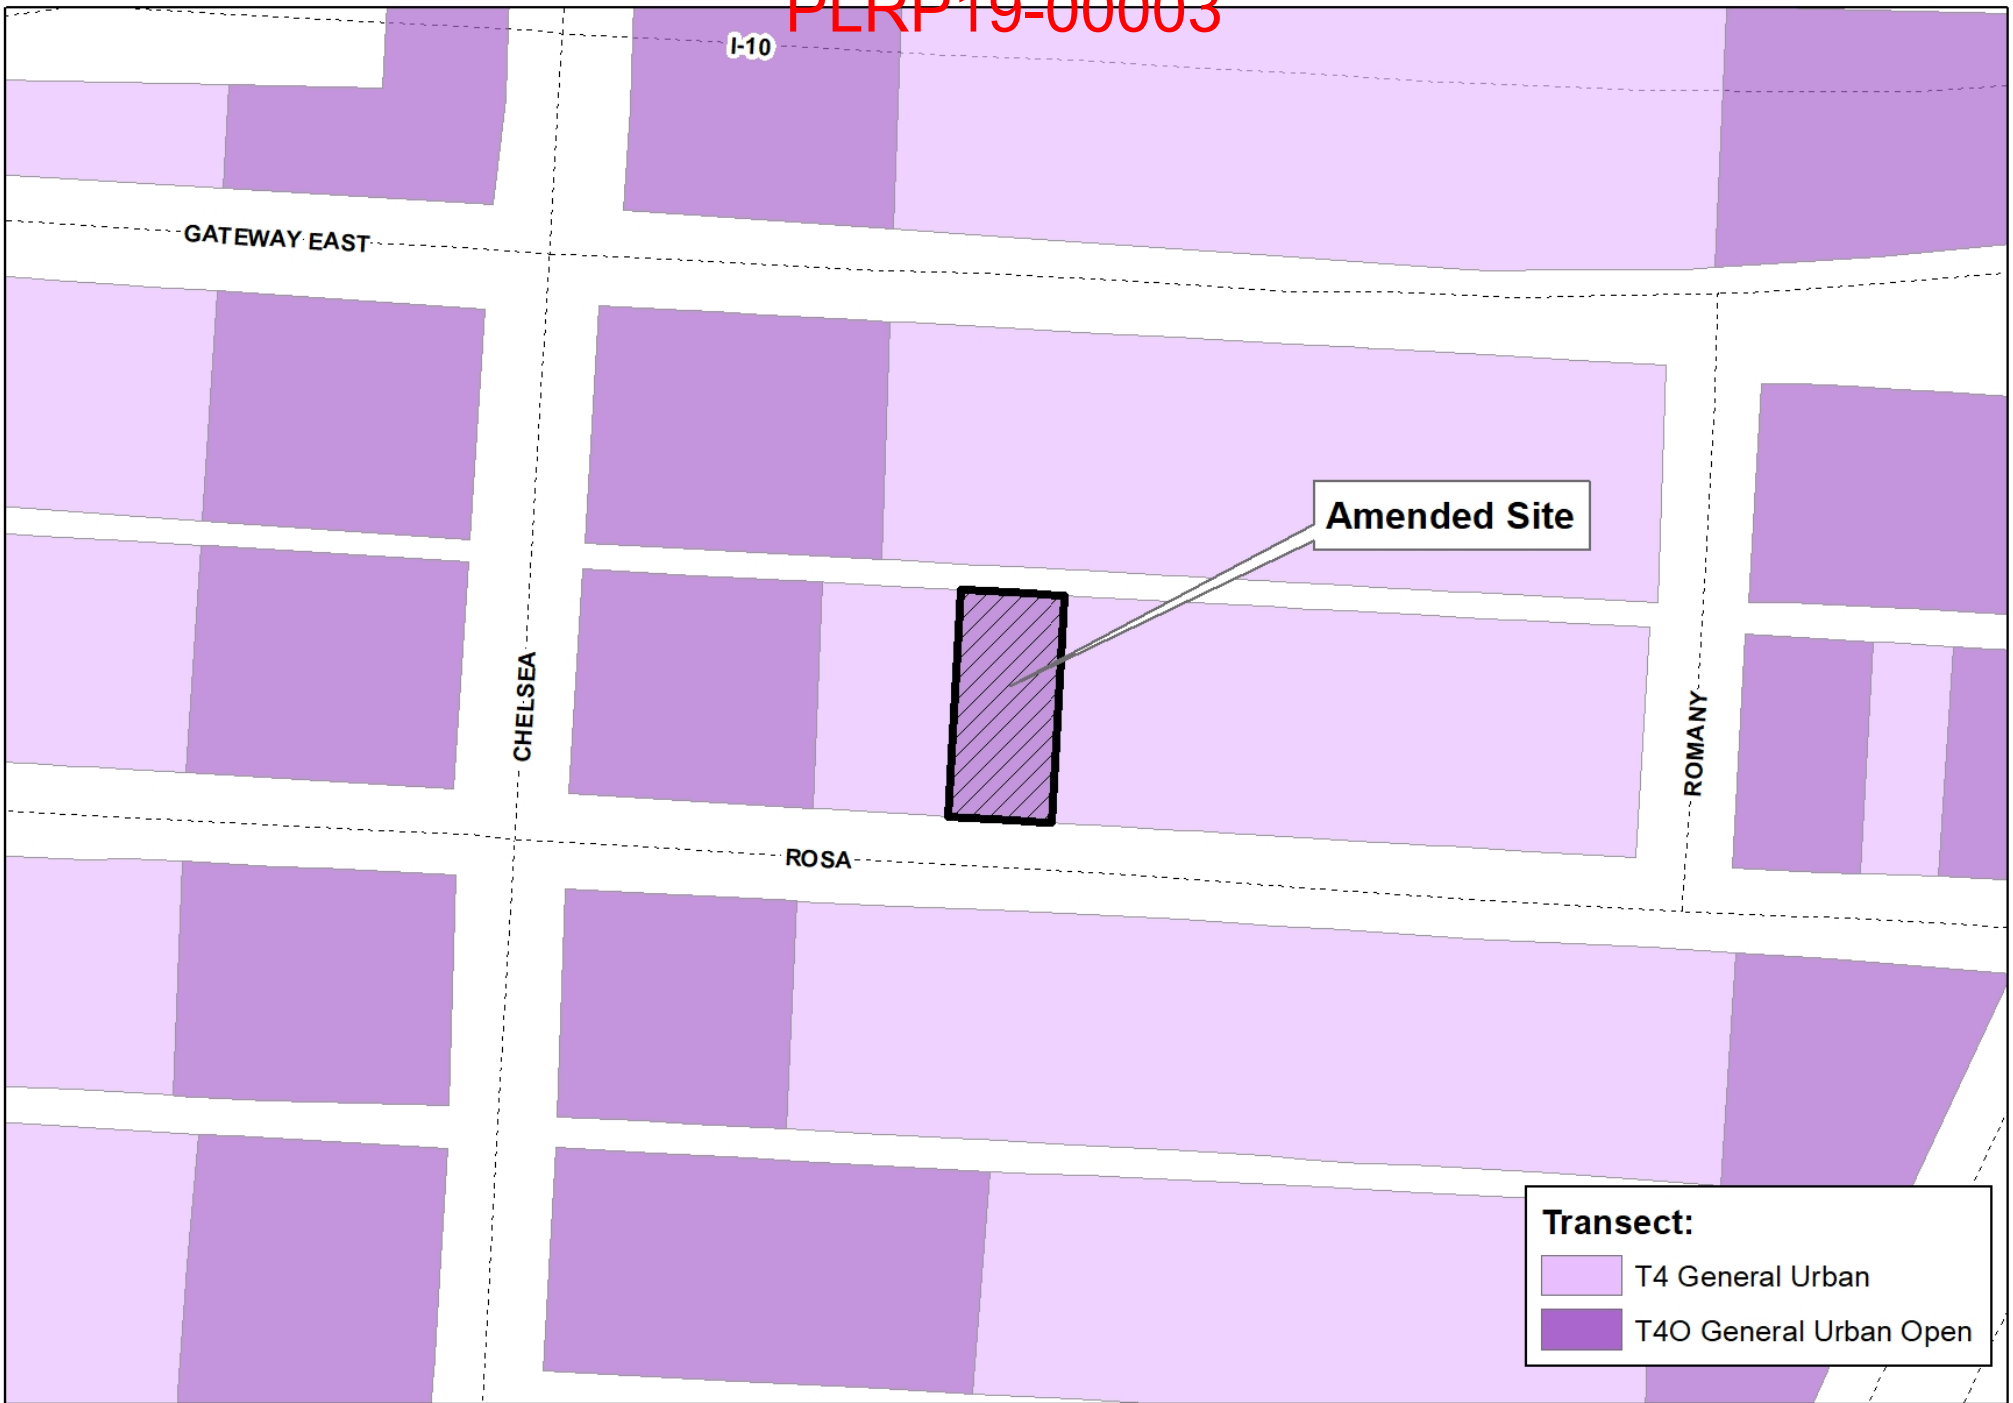 PLRP19-00003
I-10
GATEWAY EAST
Amended Site
CHELSEA
ROMANY
ROSA
Transect:
T4 General Urban
T4O General Urban Open